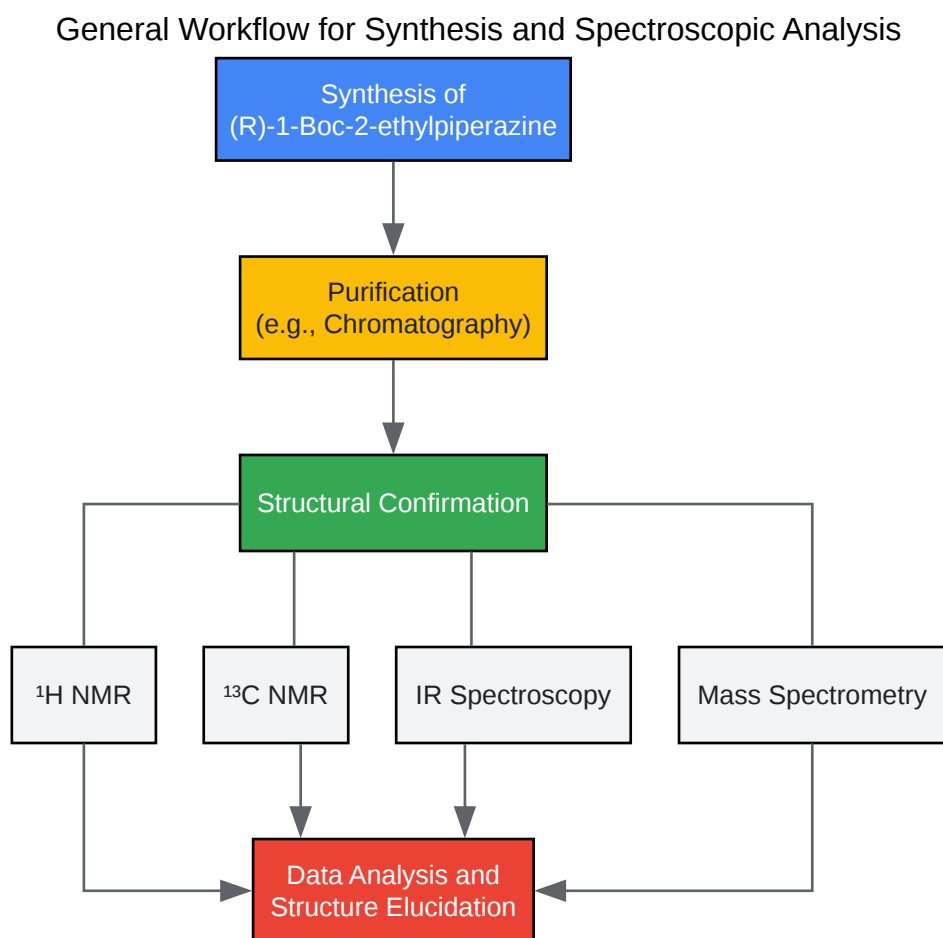 General Workflow for Synthesis and Spectroscopic Analysis
Synthesis of
(R)-1-Boc-2-ethylpiperazine
Purification
(e.g., Chromatography)
Structural Confirmation
¹H NMR
¹³C NMR
IR Spectroscopy
Mass Spectrometry
Data Analysis and
Structure Elucidation